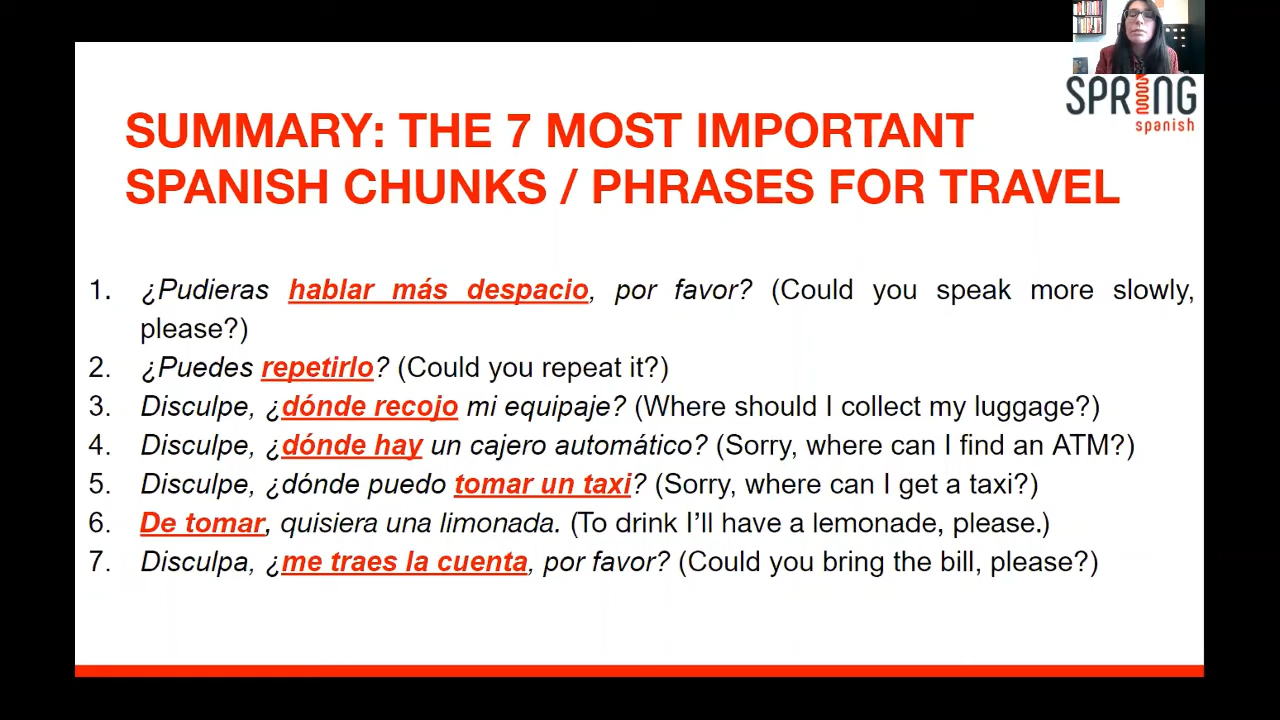 SPRING
spanish
SUMMARY: THE 7 MOST IMPORTANT
SPANISH CHUNKS / PHRASES FOR TRAVEL
1. ¿Pudieras hablar más despacio, por favor? (Could you speak more slowly,
please?)
2. ¿Puedes repetirlo? (Could you repeat it?)
3. Disculpe, ¿dónde recojo mi equipaje? (Where should I collect my luggage?)
4. Disculpe, ¿dónde hay un cajero automático? (Sorry, where can I find an ATM?)
5. Disculpe, ¿dónde puedo tomar un taxi? (Sorry, where can I get a taxi?)
6. De tomar, quisiera una limonada. (To drink I’ll have a lemonade, please.)
7. Disculpa, ¿me traes la cuenta, por favor? (Could you bring the bill, please?)